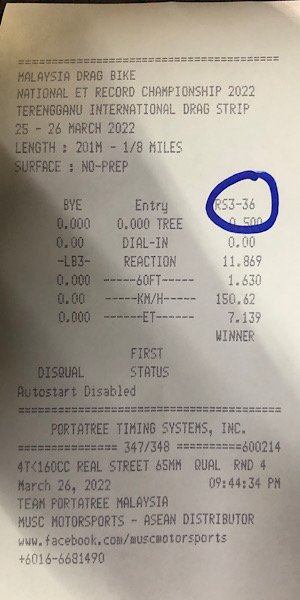 ========================================
MALAYSIA DRAG BIKE
NATIONAL ET RECORD CHAMPIONSHIP 2022
TERENGGANU INTERNATIONAL DRAG STRIP
25 - 26 MARCH 2022
LENGTH : 201M - 1/8 MILES
SURFACE : NO-PREP
========================================
BYE Entry RS3-36
0.000 0.000 TREE 0.500
0.00 DIAL-IN 0.00
-LB3- REACTION 11.869
0.000 -----60FT----- 1.630
0.00 -----KM/H----- 150.62
0.000 ------ET------ 7.139
WINNER
FIRST
DISQUAL STATUS
Autostart Disabled
========================================
PORTATREE TIMING SYSTEMS, INC.
=============== 347/348 ==========600214
4T<160CC REAL STREET 65MM QUAL RND 4
March 26, 2022 09:44:34 PM
TEAM PORTATREE MALAYSIA
MUSC MOTORSPORTS - ASEAN DISTRIBUTOR
www.facebook.com/muscmotorsports
+6016-6681490